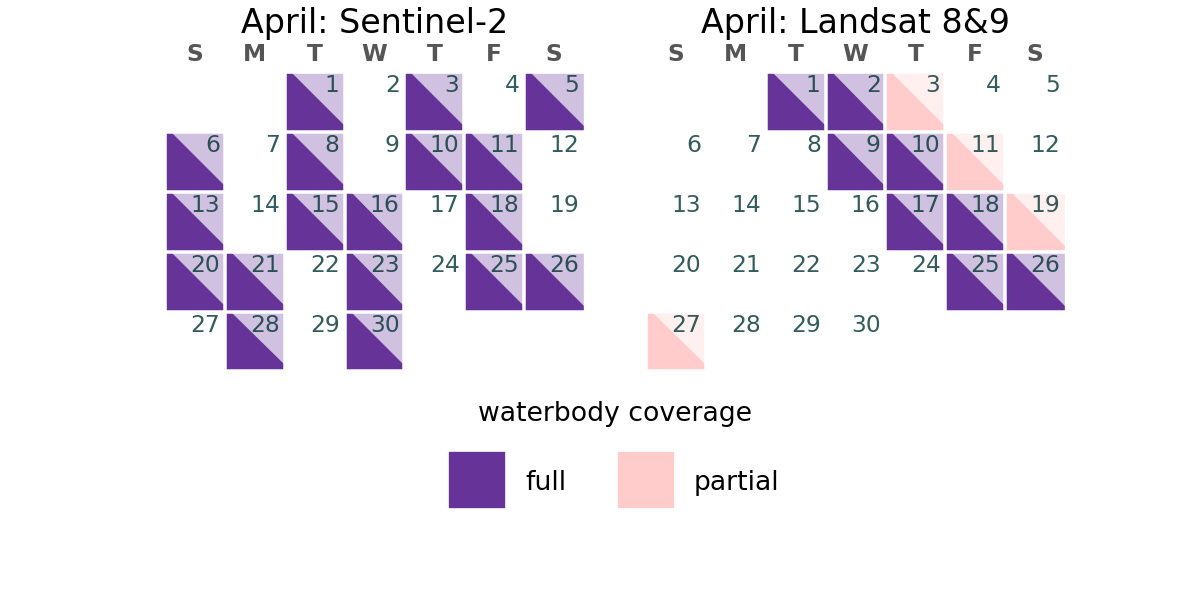 April: Sentinel-2
S M T W T F S
1 2 3 4 5
6 7 8 9 10 11 12
13 14 15 16 17 18 19
20 21 22 23 24 25 26
27 28 29 30
April: Landsat 8&9
S M T W T F S
1 2 3 4 5
6 7 8 9 10 11 12
13 14 15 16 17 18 19
20 21 22 23 24 25 26
27 28 29 30
waterbody coverage
full partial